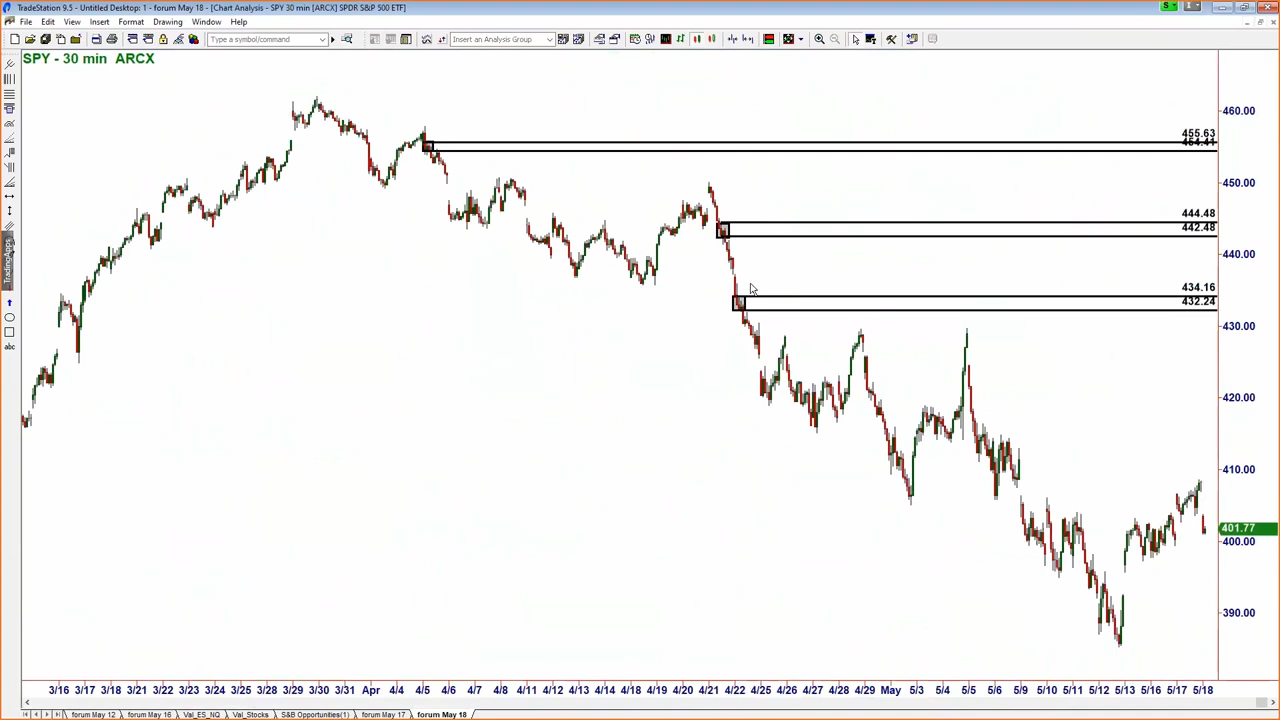 TradeStation 9.5 - Untitled Desktop: 1 - forum May 18 - [Chart Analysis - SPY 30 min [ARCX] SPDR S&P 500 ETF]
File Edit View Insert Format Drawing Window Help
Type a symbol/command
Insert an Analysis Group
SPY - 30 min ARCX
TradingApps
abc
460.00
455.63
454.41
450.00
444.48
442.48
440.00
434.16
432.24
430.00
420.00
410.00
401.77
400.00
390.00
3/16 3/17 3/21 3/22 3/24 3/25 3/28 3/29 3/30 3/31 Apr 4/4 4/5 4/6 4/7 4/8 4/11 4/12 4/13 4/14 4/18 4/19 4/20 4/21 4/22 4/25 4/26 4/27 4/28 4/29 May 5/3 5/4 5/5 5/6 5/9 5/10 5/11 5/12 5/13 5/16 5/17 5/18
forum May 12 forum May 16 Val_ES_NQ Val_Stocks S&B Opportunities(1) forum May 17 forum May 18